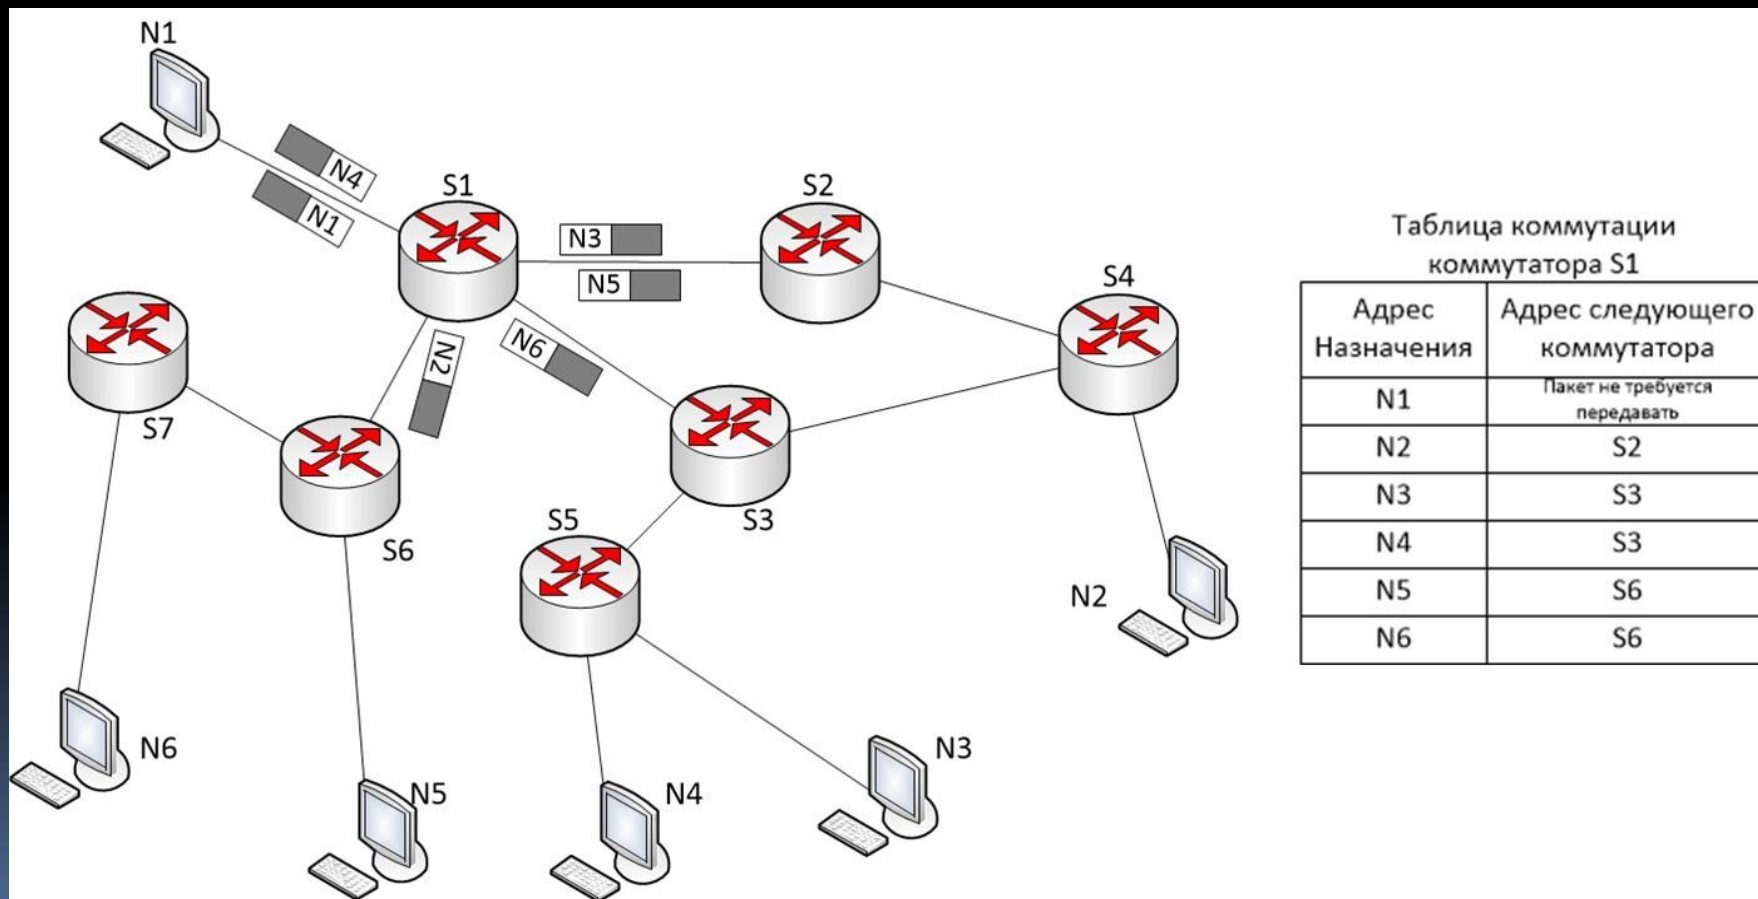 N1
N4
N1
S1
S2
N3
N5
S4
N6
N2
S7
S6
S3
S5
N2
N6
N5
N4
N3
Таблица коммутации
коммутатора S1
Адрес Назначения
Адрес следующего коммутатора
N1
Пакет не требуется передавать
N2
S2
N3
S3
N4
S3
N5
S6
N6
S6